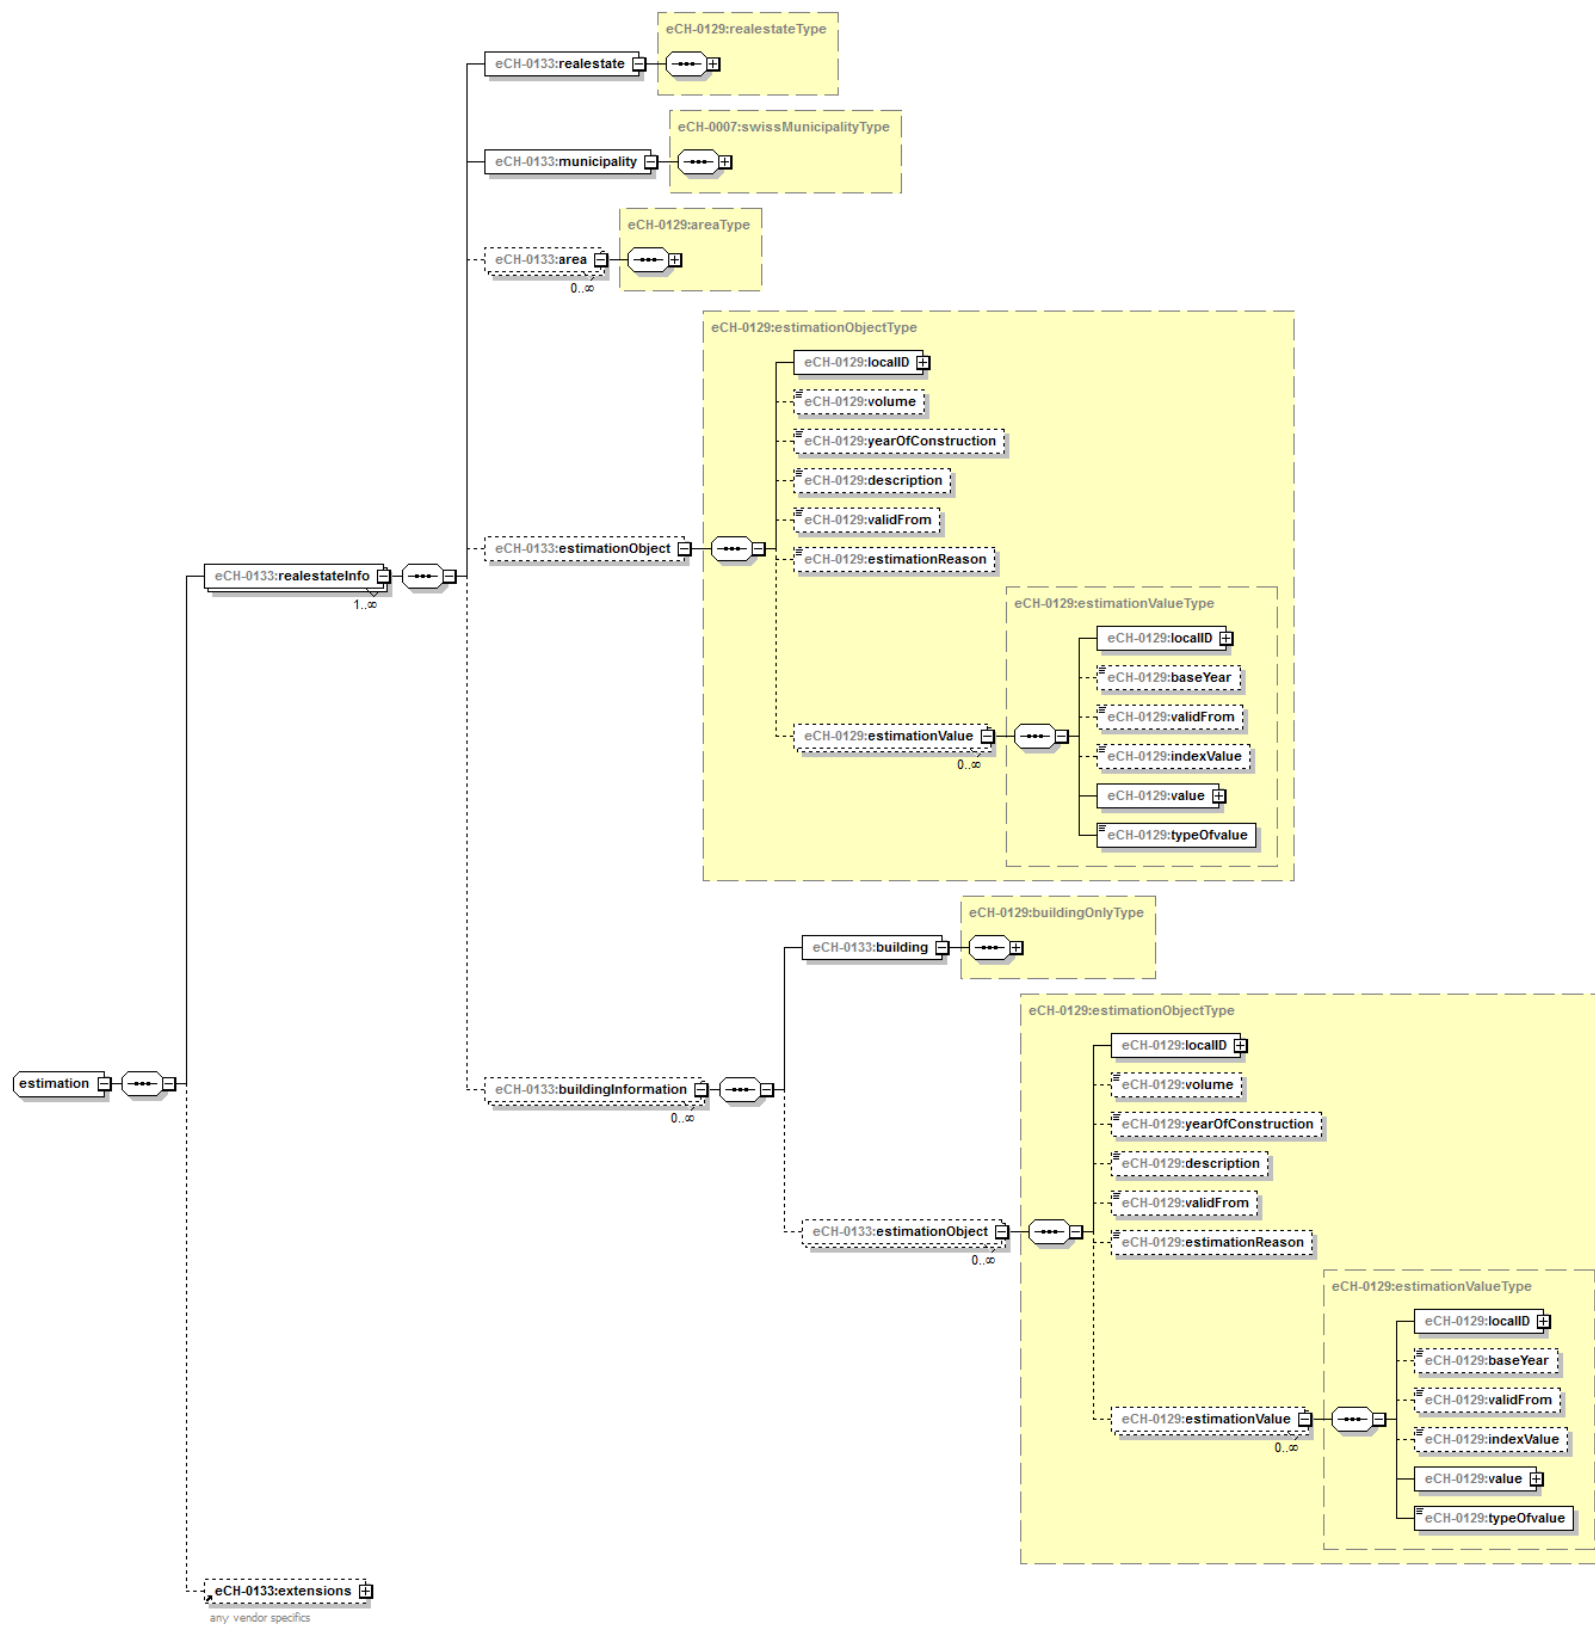 eCH-0129:realestateType
eCH-0133:realestate
eCH-0007:swissMunicipalityType
eCH-0133:municipality
eCH-0129:areaType
eCH-0133:area
0..∞
eCH-0129:estimationObjectType
eCH-0129:localID
eCH-0129:volume
eCH-0129:yearOfConstruction
eCH-0129:description
eCH-0129:validFrom
eCH-0133:estimationObject
eCH-0129:estimationReason
eCH-0133:realestateInfo
1..∞
eCH-0129:estimationValueType
eCH-0129:localID
eCH-0129:baseYear
eCH-0129:validFrom
eCH-0129:estimationValue
0..∞
eCH-0129:indexValue
eCH-0129:value
eCH-0129:typeOfvalue
eCH-0129:buildingOnlyType
eCH-0133:building
eCH-0129:estimationObjectType
eCH-0129:localID
estimation
eCH-0133:buildingInformation
0..∞
eCH-0129:volume
eCH-0129:yearOfConstruction
eCH-0129:description
eCH-0129:validFrom
eCH-0133:estimationObject
0..∞
eCH-0129:estimationReason
eCH-0129:estimationValueType
eCH-0129:localID
eCH-0129:baseYear
eCH-0129:validFrom
eCH-0129:estimationValue
0..∞
eCH-0129:indexValue
eCH-0129:value
eCH-0129:typeOfvalue
eCH-0133:extensions
any vendor specifics